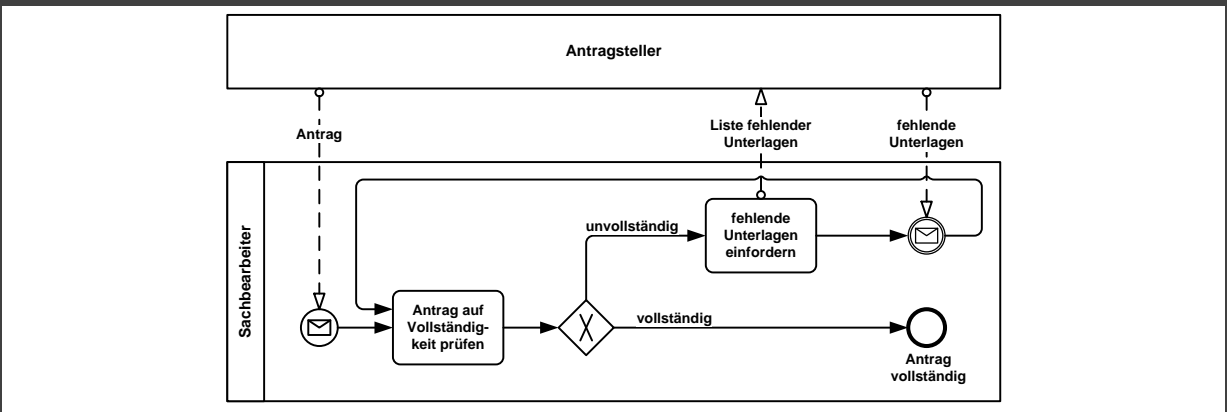 Antragsteller
Antrag
Liste fehlender
Unterlagen
fehlende
Unterlagen
Sachbearbeiter
unvollständig
fehlende
Unterlagen
einfordern
Antrag auf
Vollständig-
keit prüfen
X
vollständig
Antrag
vollständig